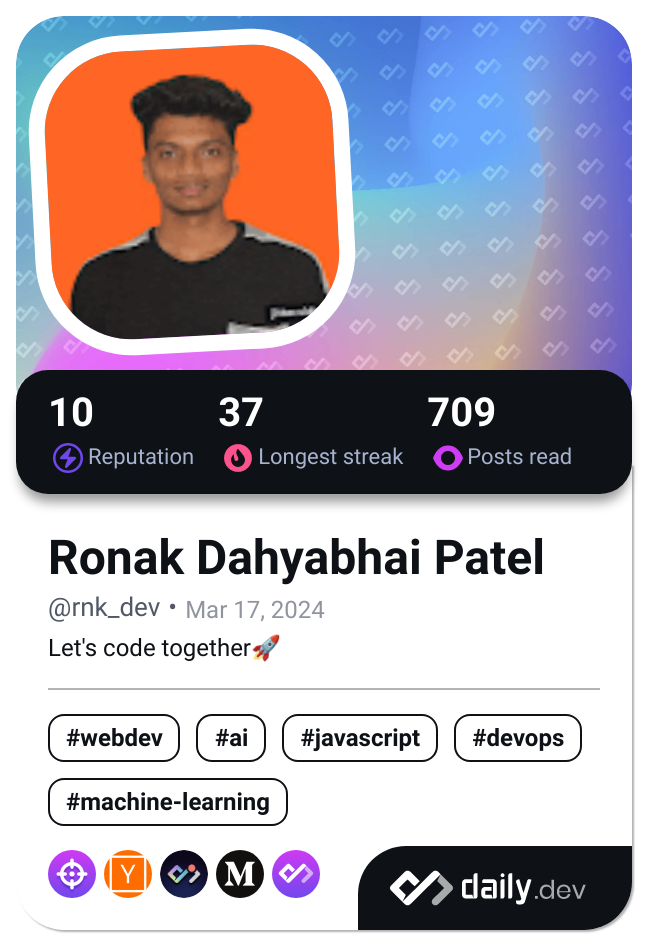 10 37 709
Reputation Longest streak Posts read
Ronak Dahyabhai Patel
@rnk_dev • Mar 17, 2024
Let's code together🚀
#webdev #ai #javascript #devops
#machine-learning
Y M
daily.dev